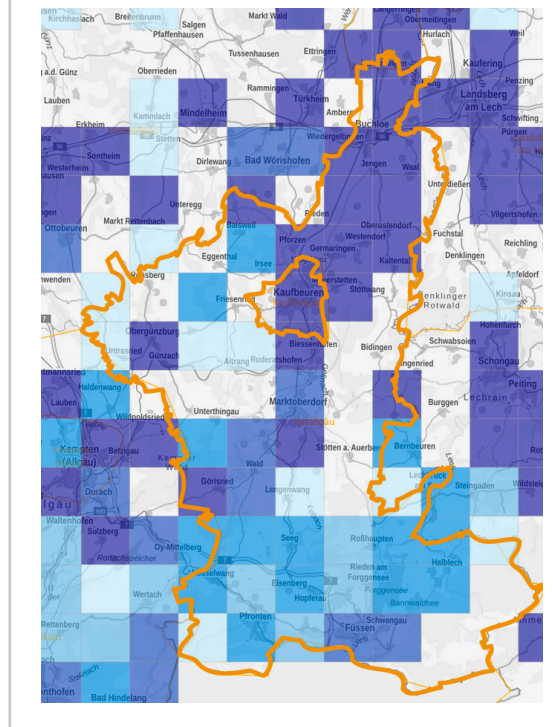 Kirchhaslach
Breitenbrunn
Markt Wald
Langerringen
Obermeitingen
Salgen
Pfaffenhausen
Hurlach
Weil
Tussenhausen
Ettringen
Kaufering
a.d. Günz
Oberrieden
Penzing
Rammingen
Landsberg
am Lech
Lauben
Türkheim
Mindelheim
Kammlach
Amberg
Erkheim
Buchloe
Schwifting
Stetten
Wiedergeltingen
Pürgen
Sontheim
Dirlewang
Bad Wörishofen
Jengen
Waal
Westerheim
Unterdießen
Unteregg
Markt Rettenbach
Rieden
Vilgertshofen
Ottobeuren
Baisweil
Oberostendorf
Westendorf
Fuchstal
Pforzen
Reichling
Eggenthal
Irsee
Germaringen
Kaltental
Denklingen
Ronsberg
Apfeldorf
Friesenried
Kaufbeuren
Stöttwang
Denklinger
Rotwald
Kinsau
7
Obergünzburg
Hohenfurch
Untrasried
Günzach
Biessenhofen
Bidingen
Schwabsoien
Aitrang
Ruderatshofen
Schongau
Haldenwang
Peiting
Lauben
Marktoberdorf
Burggen
Lechrain
Wildpoldsried
Unterthingau
Kempten
(Allgäu)
Betzigau
Stötten a. Auerberg
Bernbeuren
Wald
Durach
Görisried
Lengenwang
Lechbruck
Steingaden
Waltenhofen
Sulzberg
Oy-Mittelberg
Seeg
Roßhaupten
Halblech
Rottachspeicher
Rieden am
Forggensee
Nesselwang
Eisenberg
7
Wertach
Hopferau
Forggensee
Bannwaldsee
Pfronten
Rettenberg
Schwangau
Füssen
Bad Hindelang